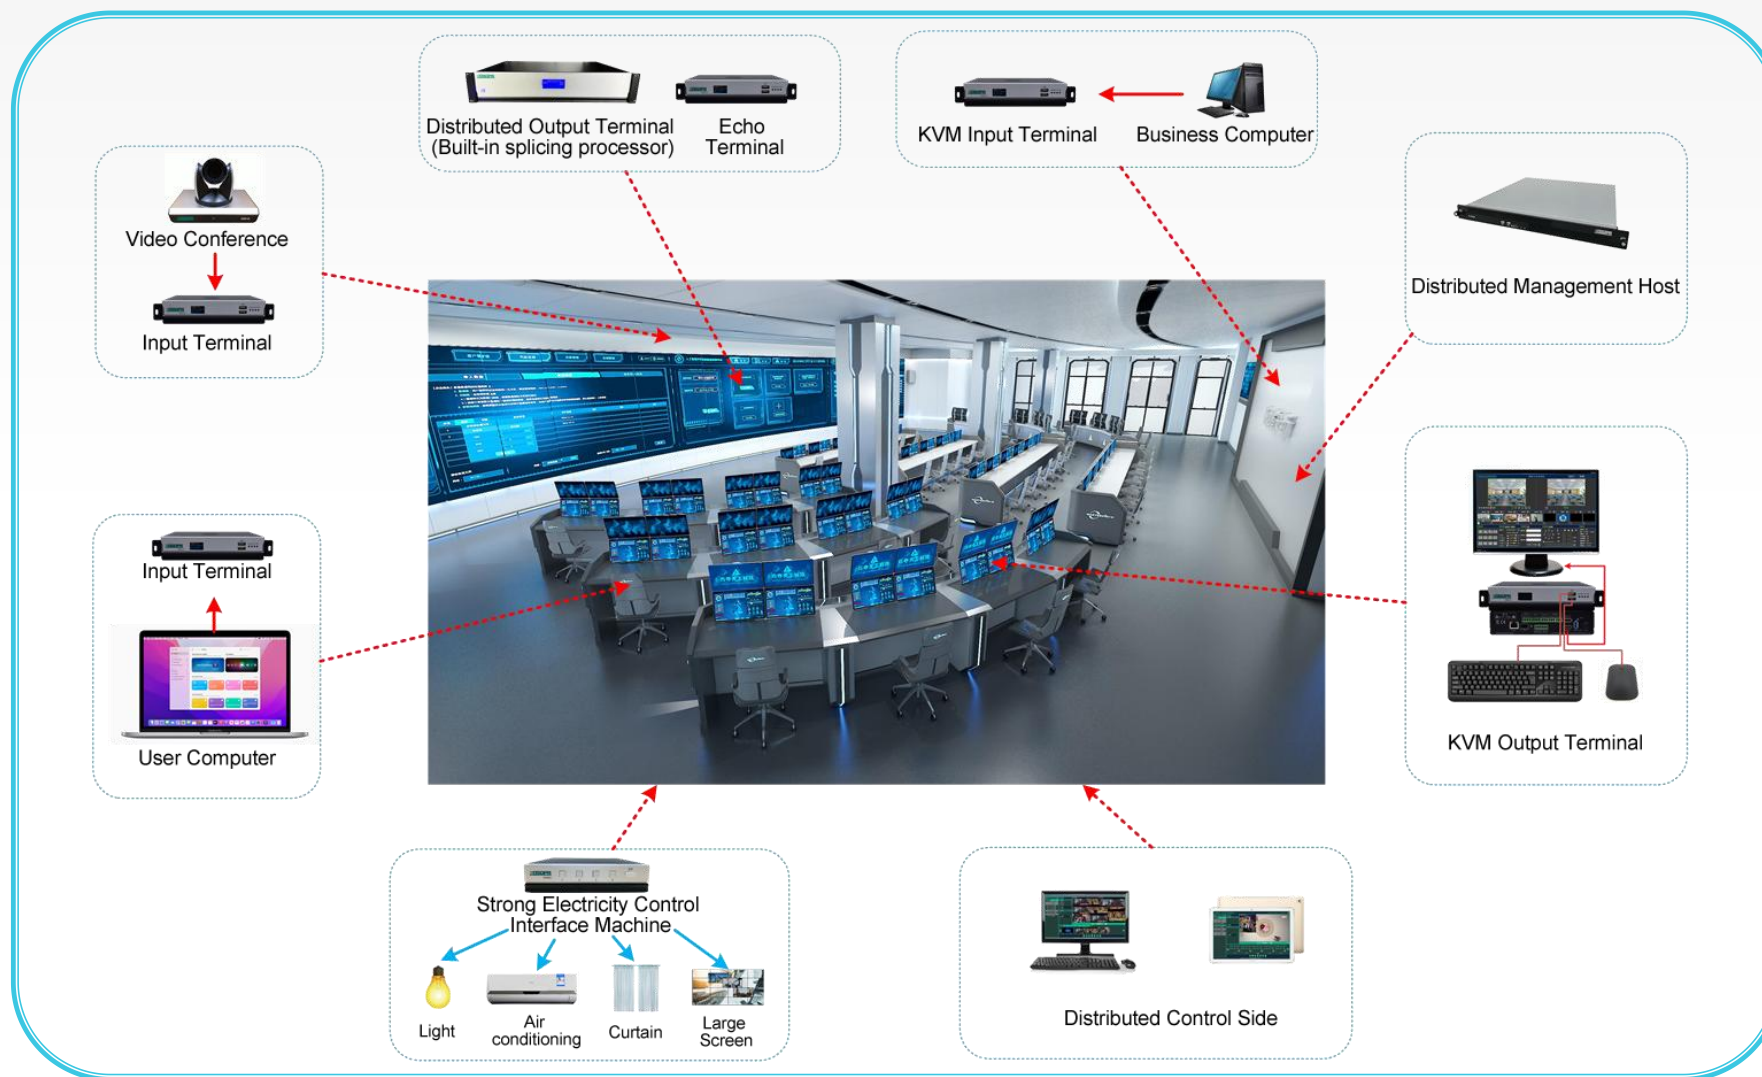 Distributed Output Terminal
(Built-in splicing processor)
Echo
Terminal
KVM Input Terminal
Business Computer
Video Conference
Input Terminal
Distributed Management Host
Input Terminal
User Computer
KVM Output Terminal
Strong Electricity Control
Interface Machine
Light
Air
conditioning
Curtain
Large
Screen
Distributed Control Side